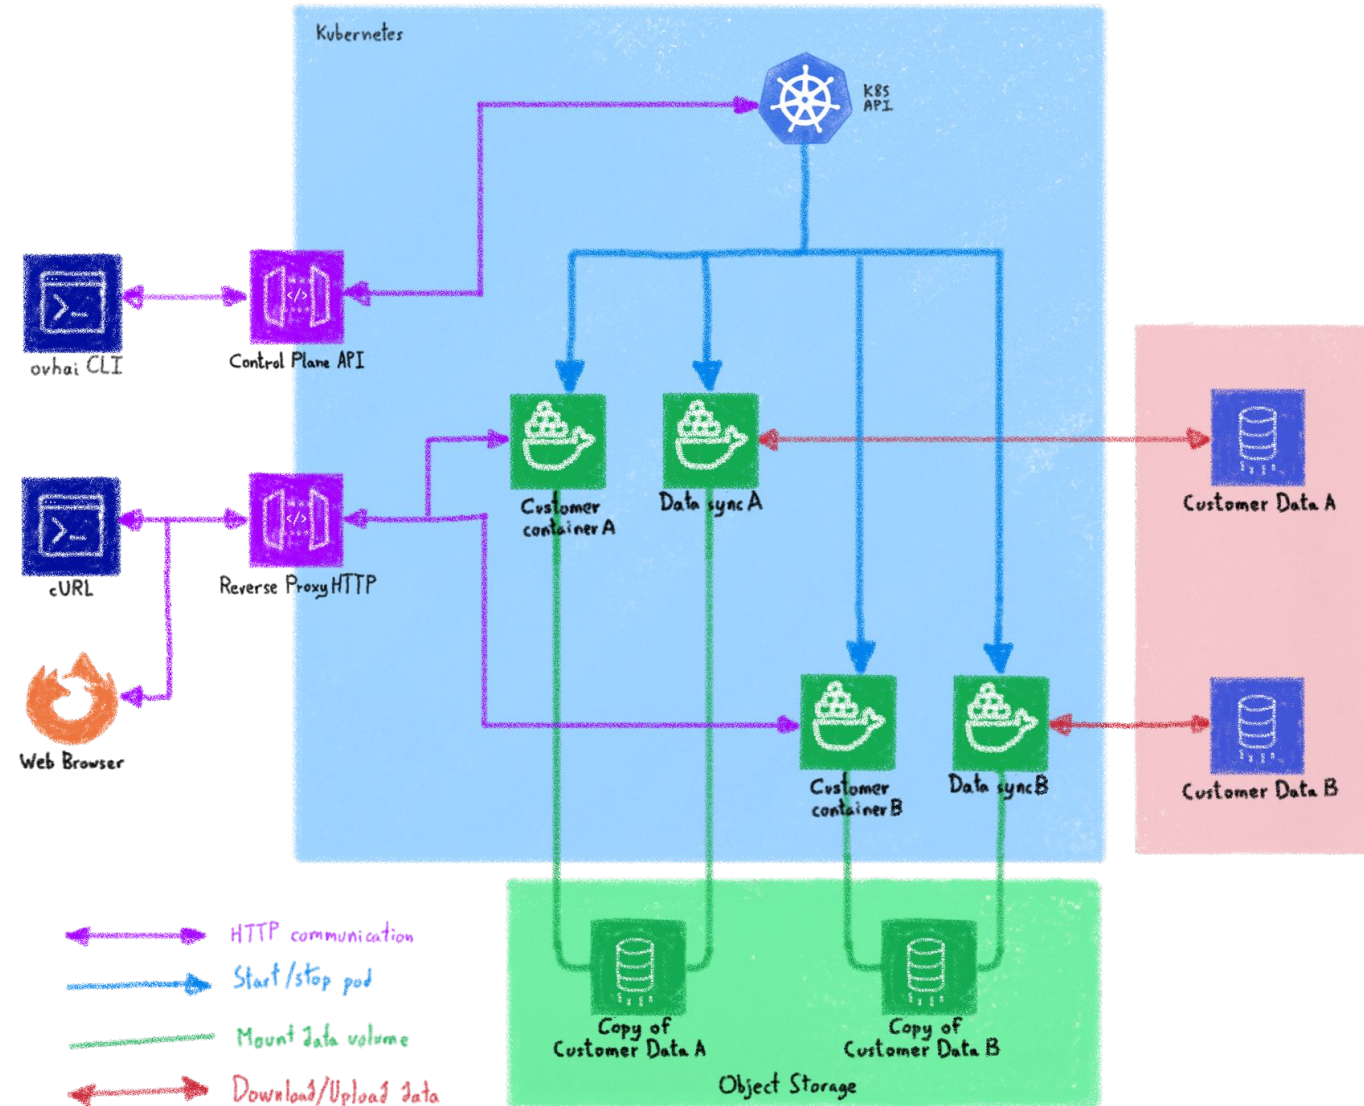 Kubernetes
K8S
API
ovhai CLI
Control Plane API
cURL
Reverse Proxy HTTP
Web Browser
Customer
container A
Data sync A
Customer
container B
Data sync B
Customer Data A
Customer Data B
Copy of
Customer Data A
Copy of
Customer Data B
Object Storage
HTTP communication
Start/stop pod
Mount data volume
Download/Upload data